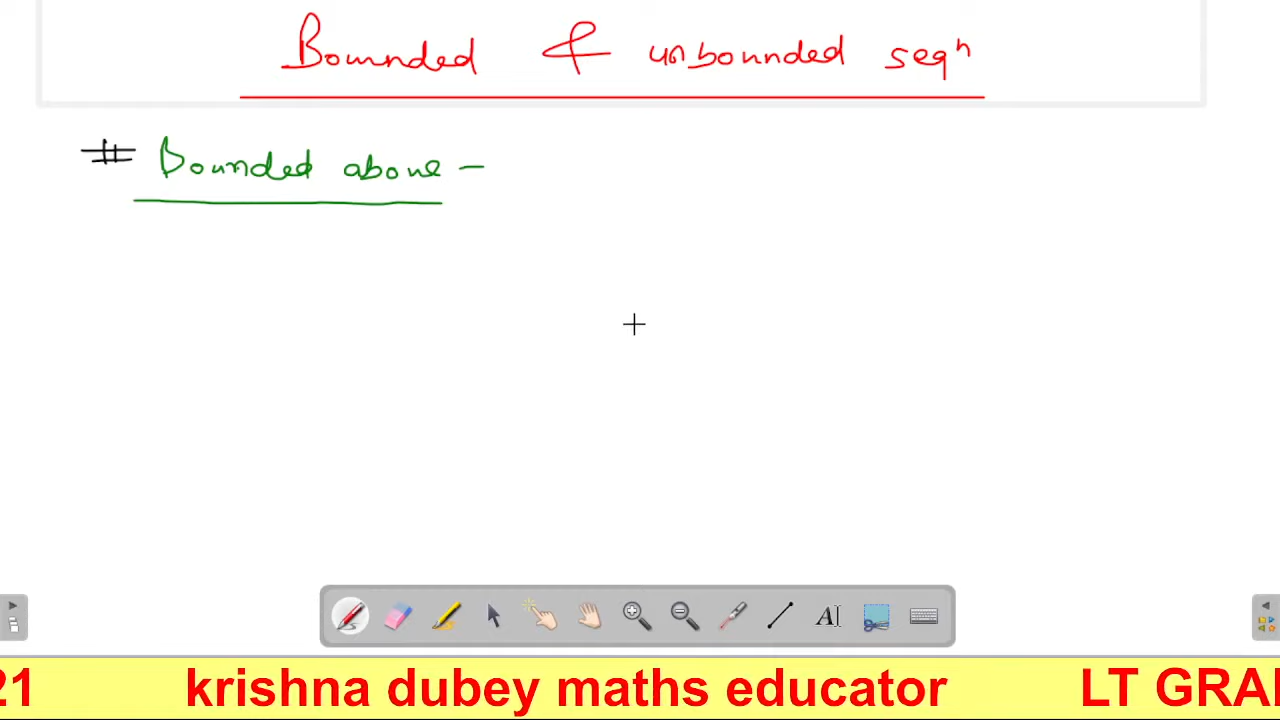 Bounded & unbounded seqⁿ
# Bounded above -
21 krishna dubey maths educator LT GRA